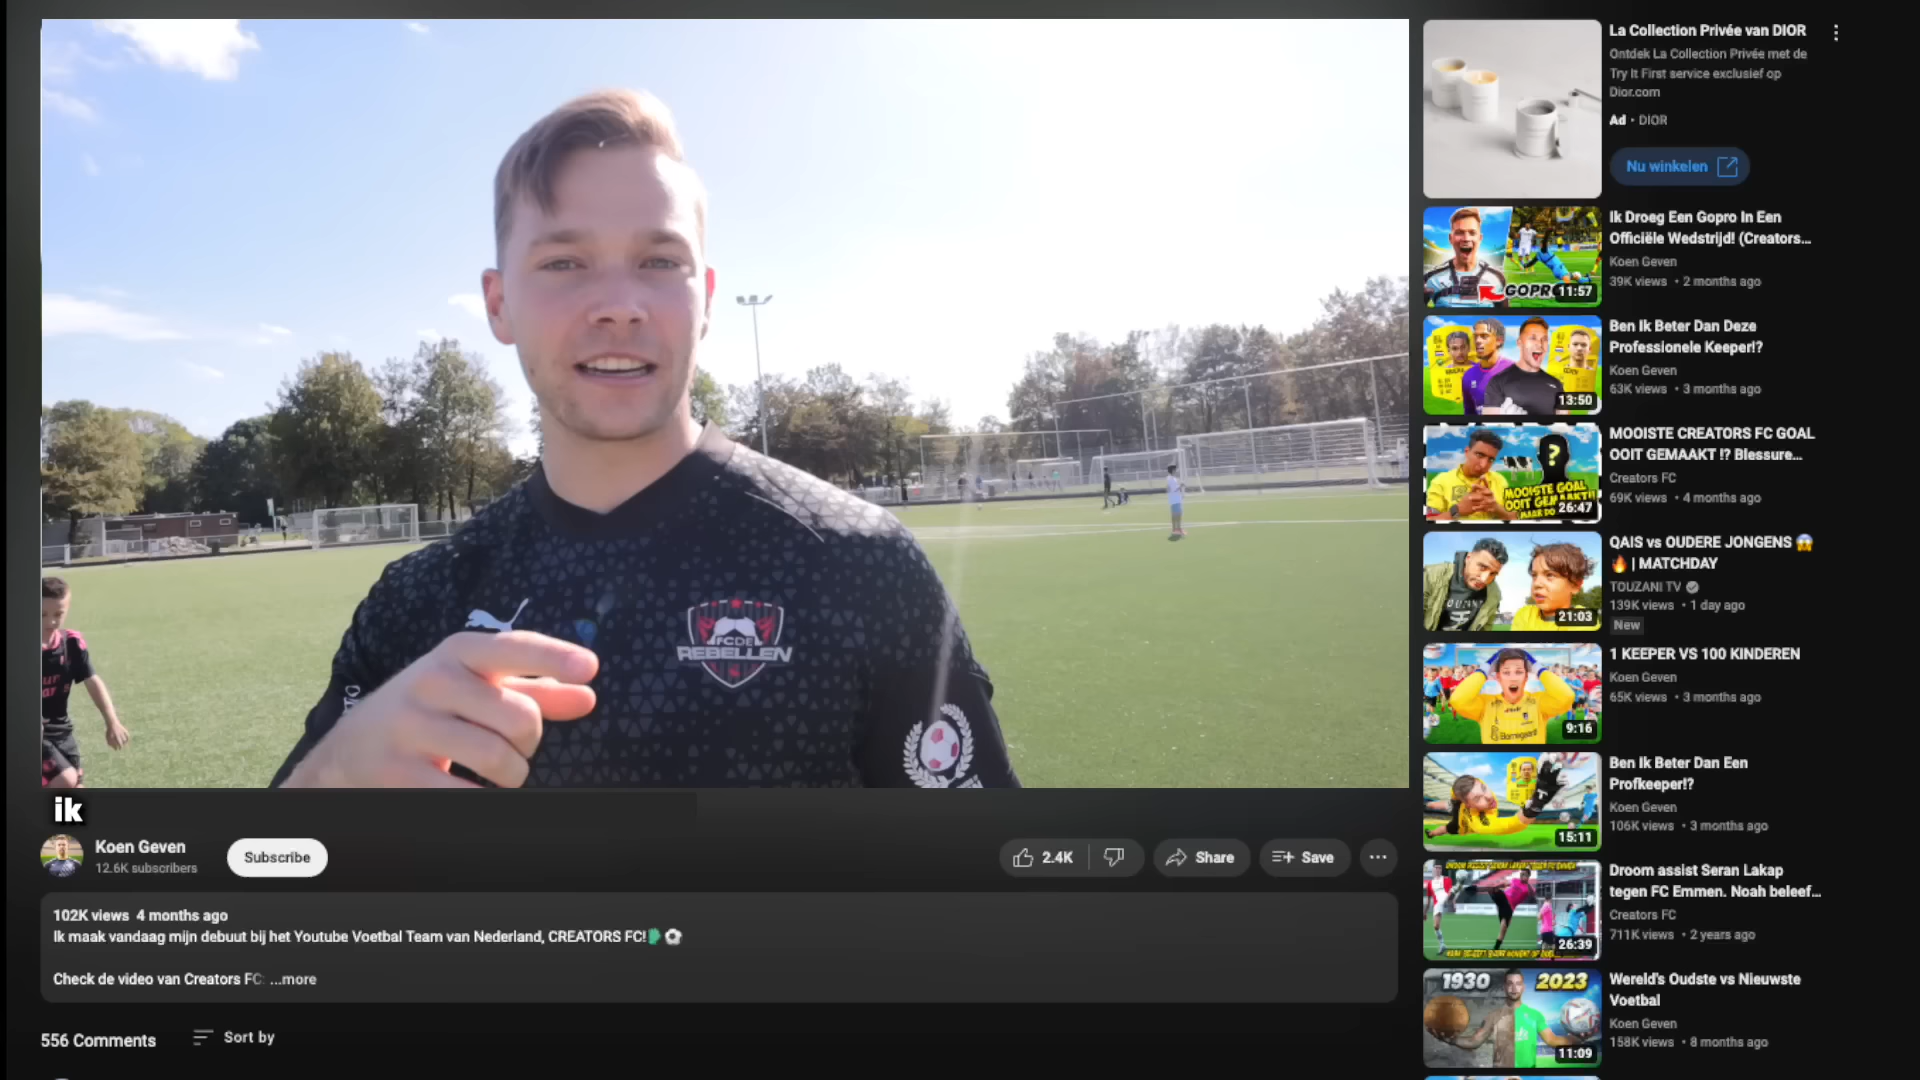 FC DE
REBELLEN
ik
Koen Geven
12.6K subscribers
Subscribe
2.4K
Share
Save
102K views 4 months ago
Ik maak vandaag mijn debuut bij het Youtube Voetbal Team van Nederland, CREATORS FC!
Check de video van Creators FC: ...more
556 Comments
Sort by
La Collection Privée van DIOR
Ontdek La Collection Privée met de
Try It First service exclusief op
Dior.com
Ad • DIOR
Nu winkelen
GOPR
11:57
Ik Droeg Een Gopro In Een
Officiële Wedstrijd! (Creators...
Koen Geven
39K views • 2 months ago
13:50
Ben Ik Beter Dan Deze
Professionele Keeper!?
Koen Geven
63K views • 3 months ago
?
MOOISTE GOAL
OOIT GEMAAKT!!
26:47
MOOISTE CREATORS FC GOAL
OOIT GEMAAKT !? Blessure...
Creators FC
69K views • 4 months ago
21:03
QAIS vs OUDERE JONGENS 😱
🔥 | MATCHDAY
TOUZANI TV
139K views • 1 day ago
New
9:16
1 KEEPER VS 100 KINDEREN
Koen Geven
65K views • 3 months ago
15:11
Ben Ik Beter Dan Een
Profkeeper!?
Koen Geven
106K views • 3 months ago
26:39
Droom assist Seran Lakap
tegen FC Emmen. Noah beleef...
Creators FC
711K views • 2 years ago
1930 2023
11:09
Wereld's Oudste vs Nieuwste
Voetbal
Koen Geven
158K views • 8 months ago